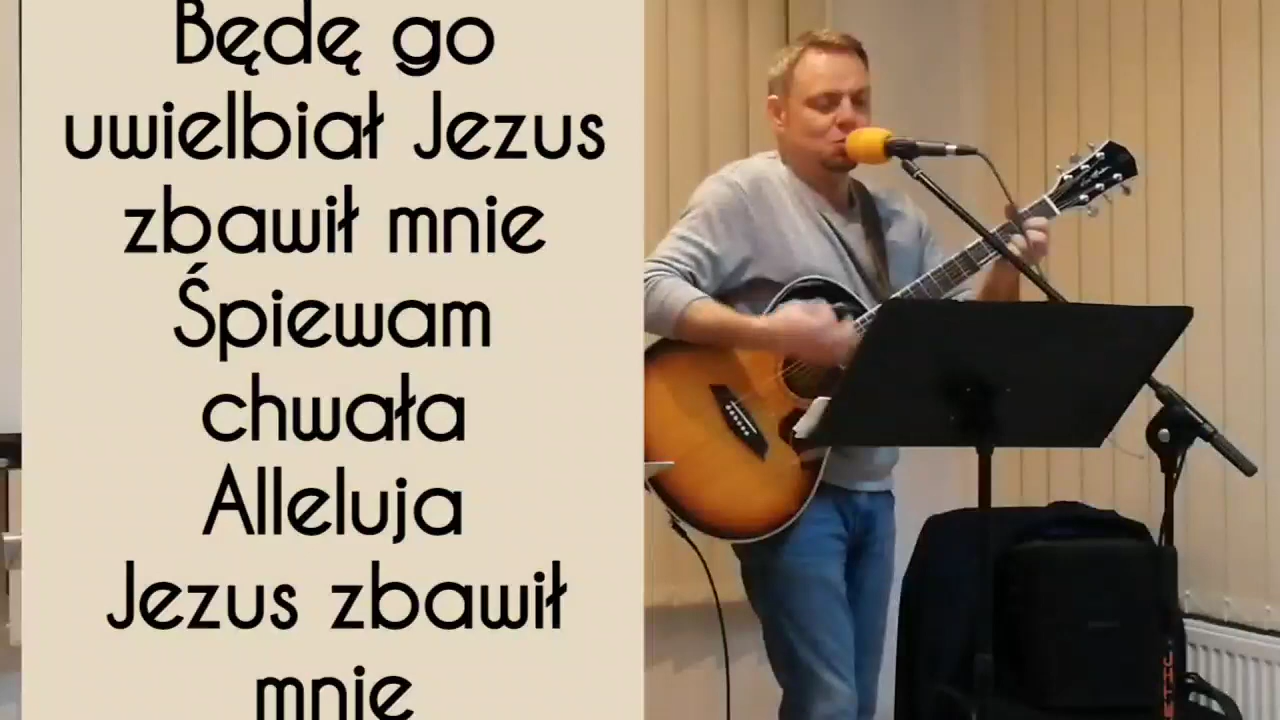 Będę go
uwielbiał Jezus
zbawił mnie
Śpiewam
chwała
Alleluja
Jezus zbawił
mnie